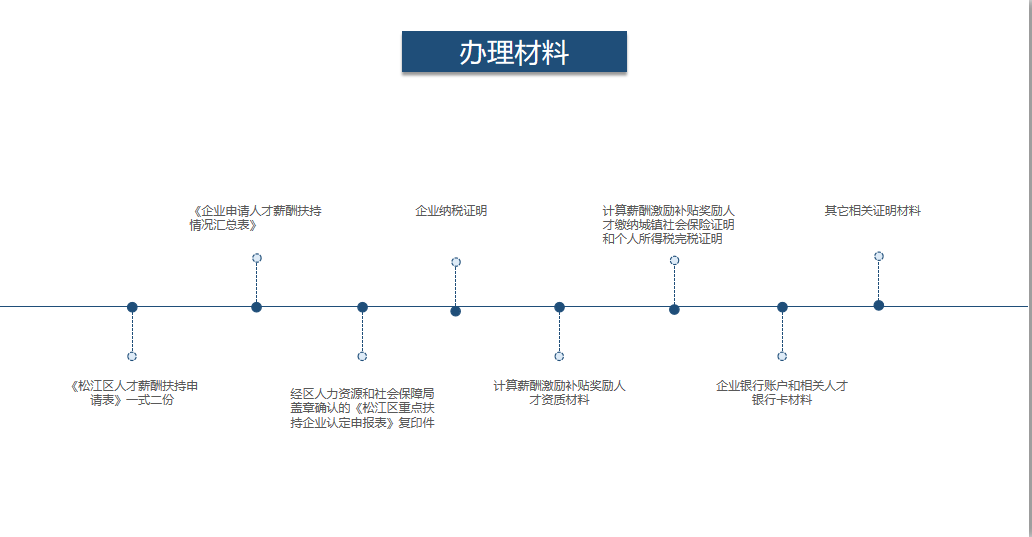 办理材料
《企业申请人才薪酬扶持
情况汇总表》
企业纳税证明
计算薪酬激励补贴奖励人
才缴纳城镇社会保险证明
和个人所得税完税证明
其它相关证明材料
《松江区人才薪酬扶持申
请表》一式二份
经区人力资源和社会保障局
盖章确认的《松江区重点扶
持企业认定申报表》复印件
计算薪酬激励补贴奖励人
才资质材料
企业银行账户和相关人才
银行卡材料